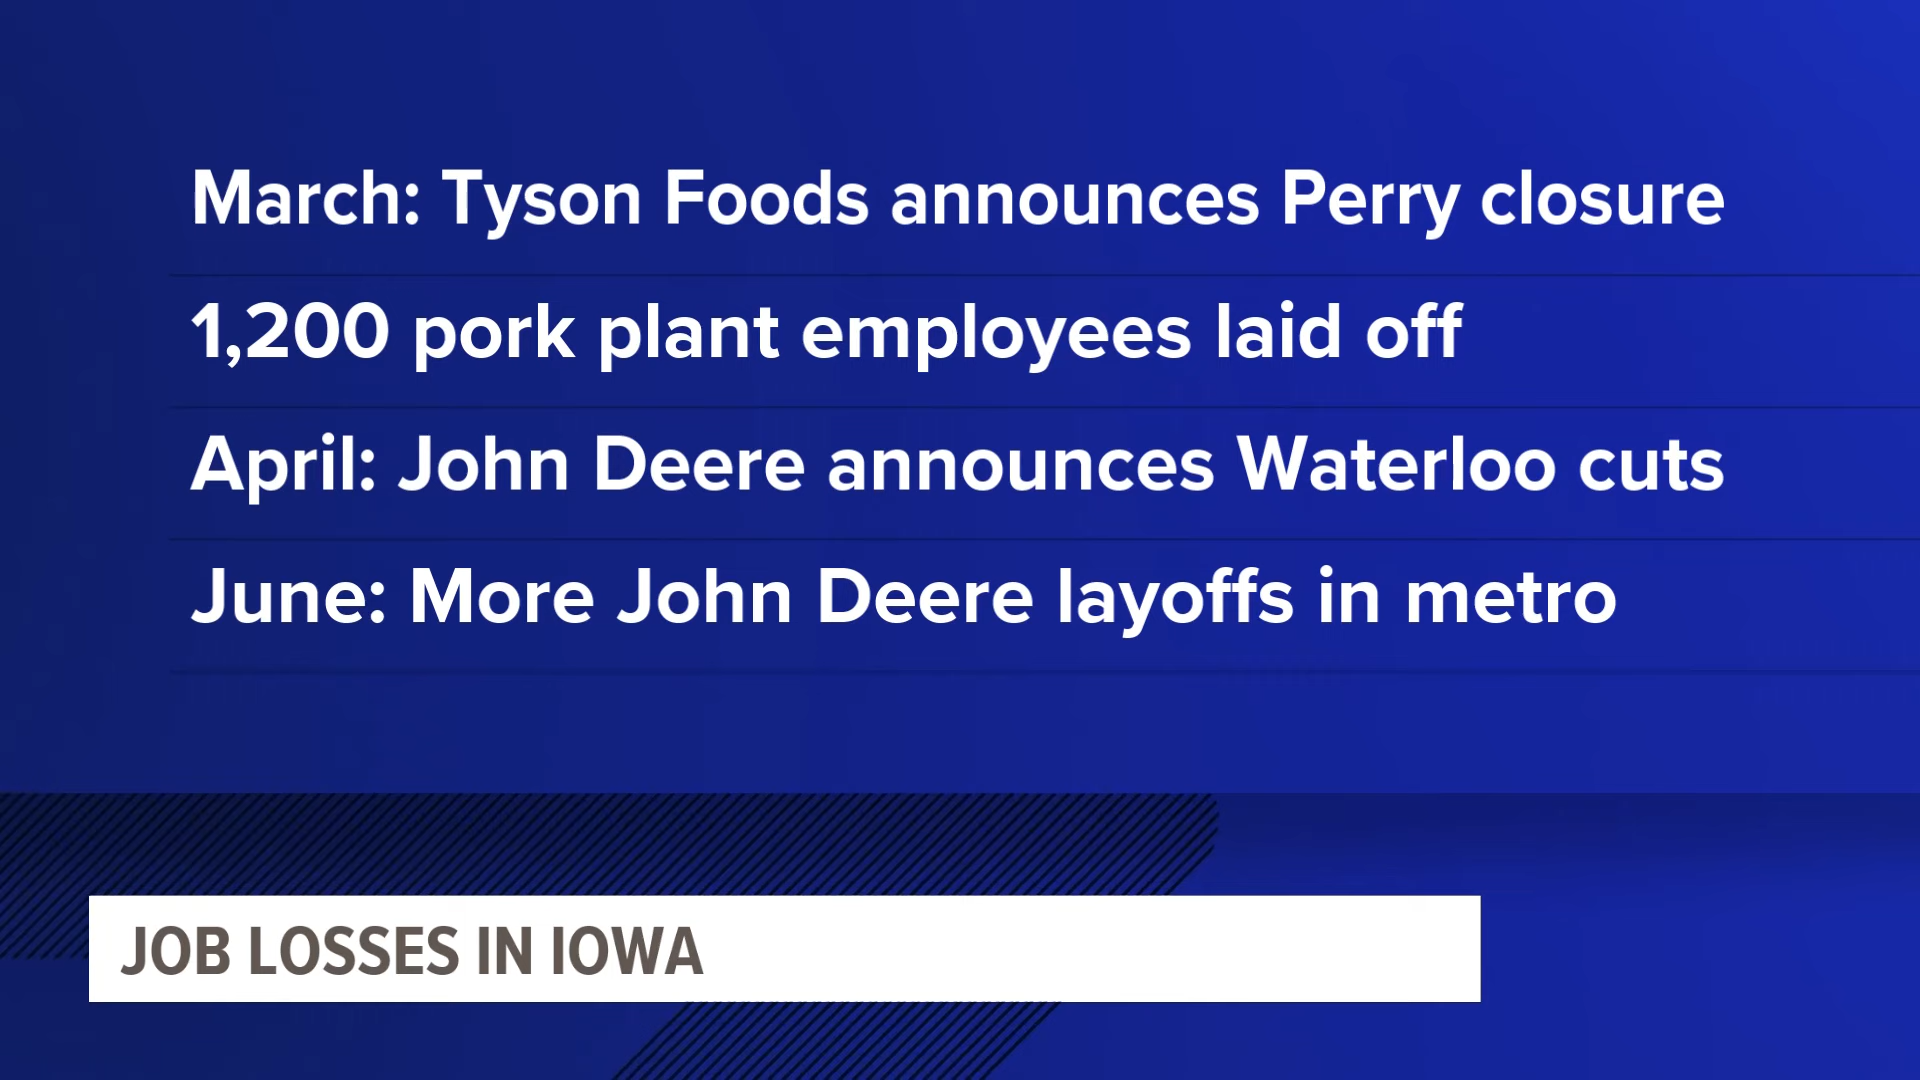 March: Tyson Foods announces Perry closure
1,200 pork plant employees laid off
April: John Deere announces Waterloo cuts
June: More John Deere layoffs in metro
JOB LOSSES IN IOWA